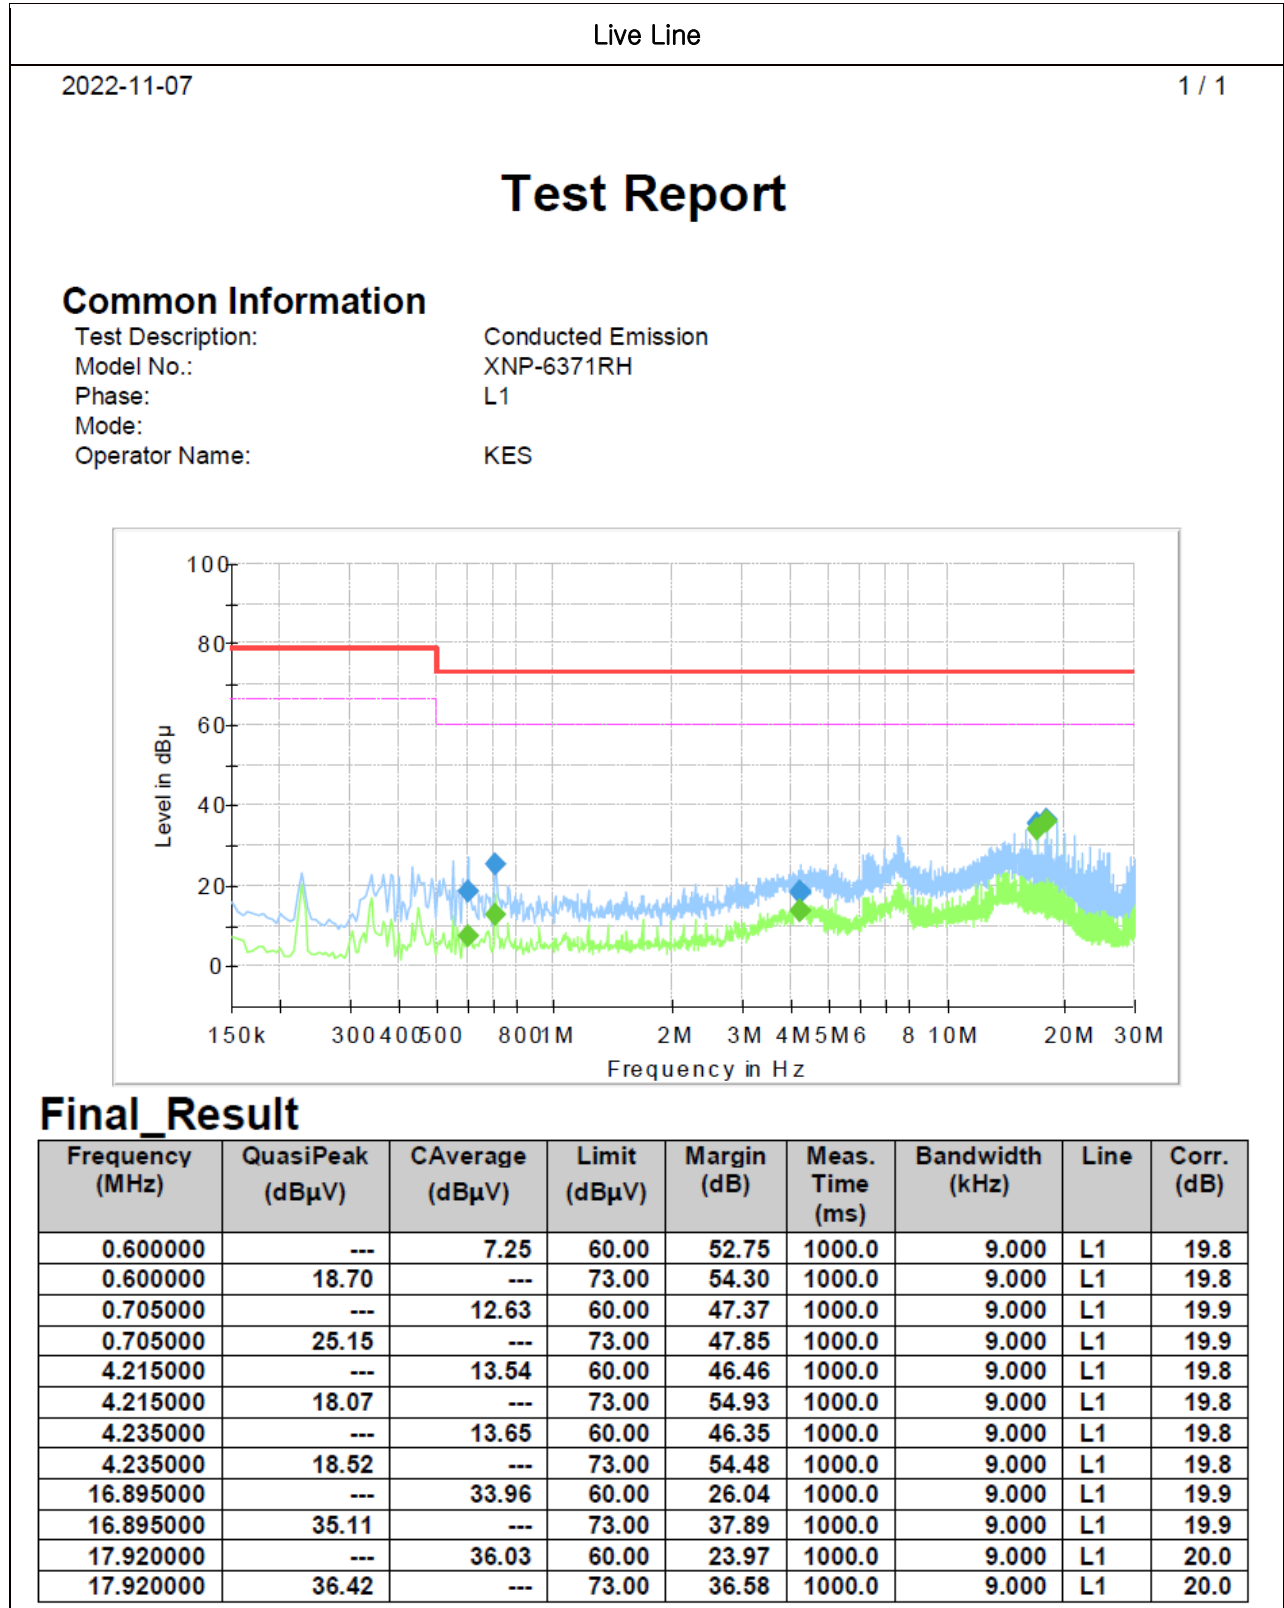 Live Line
2022-11-07 1 / 1
Test Report
Common Information
Test Description: Conducted Emission
Model No.: XNP-6371RH
Phase: L1
Mode:
Operator Name: KES
100
80
60
40
20
0
Level in dBµ
150k 300 400 500 800 1M 2M 3M 4M 5M 6 8 10M 20M 30M
Frequency in Hz
Final_Result
Frequency (MHz) QuasiPeak (dBµV) CAverage (dBµV) Limit (dBµV) Margin (dB) Meas. Time (ms) Bandwidth (kHz) Line Corr. (dB)
0.600000 --- 7.25 60.00 52.75 1000.0 9.000 L1 19.8
0.600000 18.70 --- 73.00 54.30 1000.0 9.000 L1 19.8
0.705000 --- 12.63 60.00 47.37 1000.0 9.000 L1 19.9
0.705000 25.15 --- 73.00 47.85 1000.0 9.000 L1 19.9
4.215000 --- 13.54 60.00 46.46 1000.0 9.000 L1 19.8
4.215000 18.07 --- 73.00 54.93 1000.0 9.000 L1 19.8
4.235000 --- 13.65 60.00 46.35 1000.0 9.000 L1 19.8
4.235000 18.52 --- 73.00 54.48 1000.0 9.000 L1 19.8
16.895000 --- 33.96 60.00 26.04 1000.0 9.000 L1 19.9
16.895000 35.11 --- 73.00 37.89 1000.0 9.000 L1 19.9
17.920000 --- 36.03 60.00 23.97 1000.0 9.000 L1 20.0
17.920000 36.42 --- 73.00 36.58 1000.0 9.000 L1 20.0